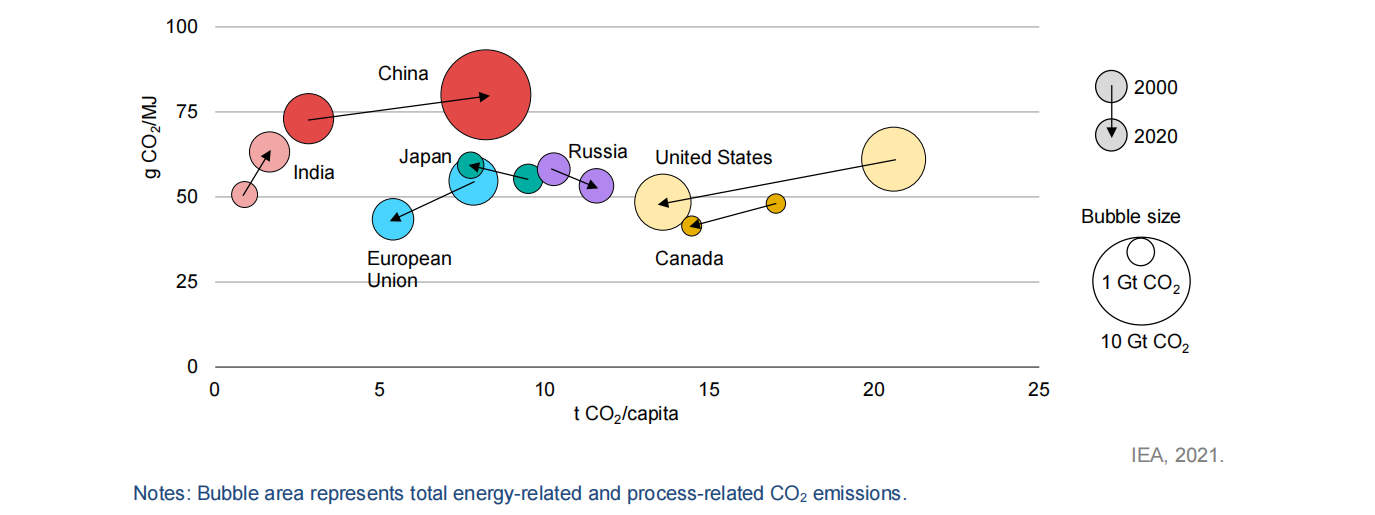 100
75
50
25
0
g CO₂/MJ
0 5 10 15 20 25
t CO₂/capita
China
India
Japan
Russia
United States
European
Union
Canada
2000
2020
Bubble size
1 Gt CO₂
10 Gt CO₂
IEA, 2021.
Notes: Bubble area represents total energy-related and process-related CO₂ emissions.